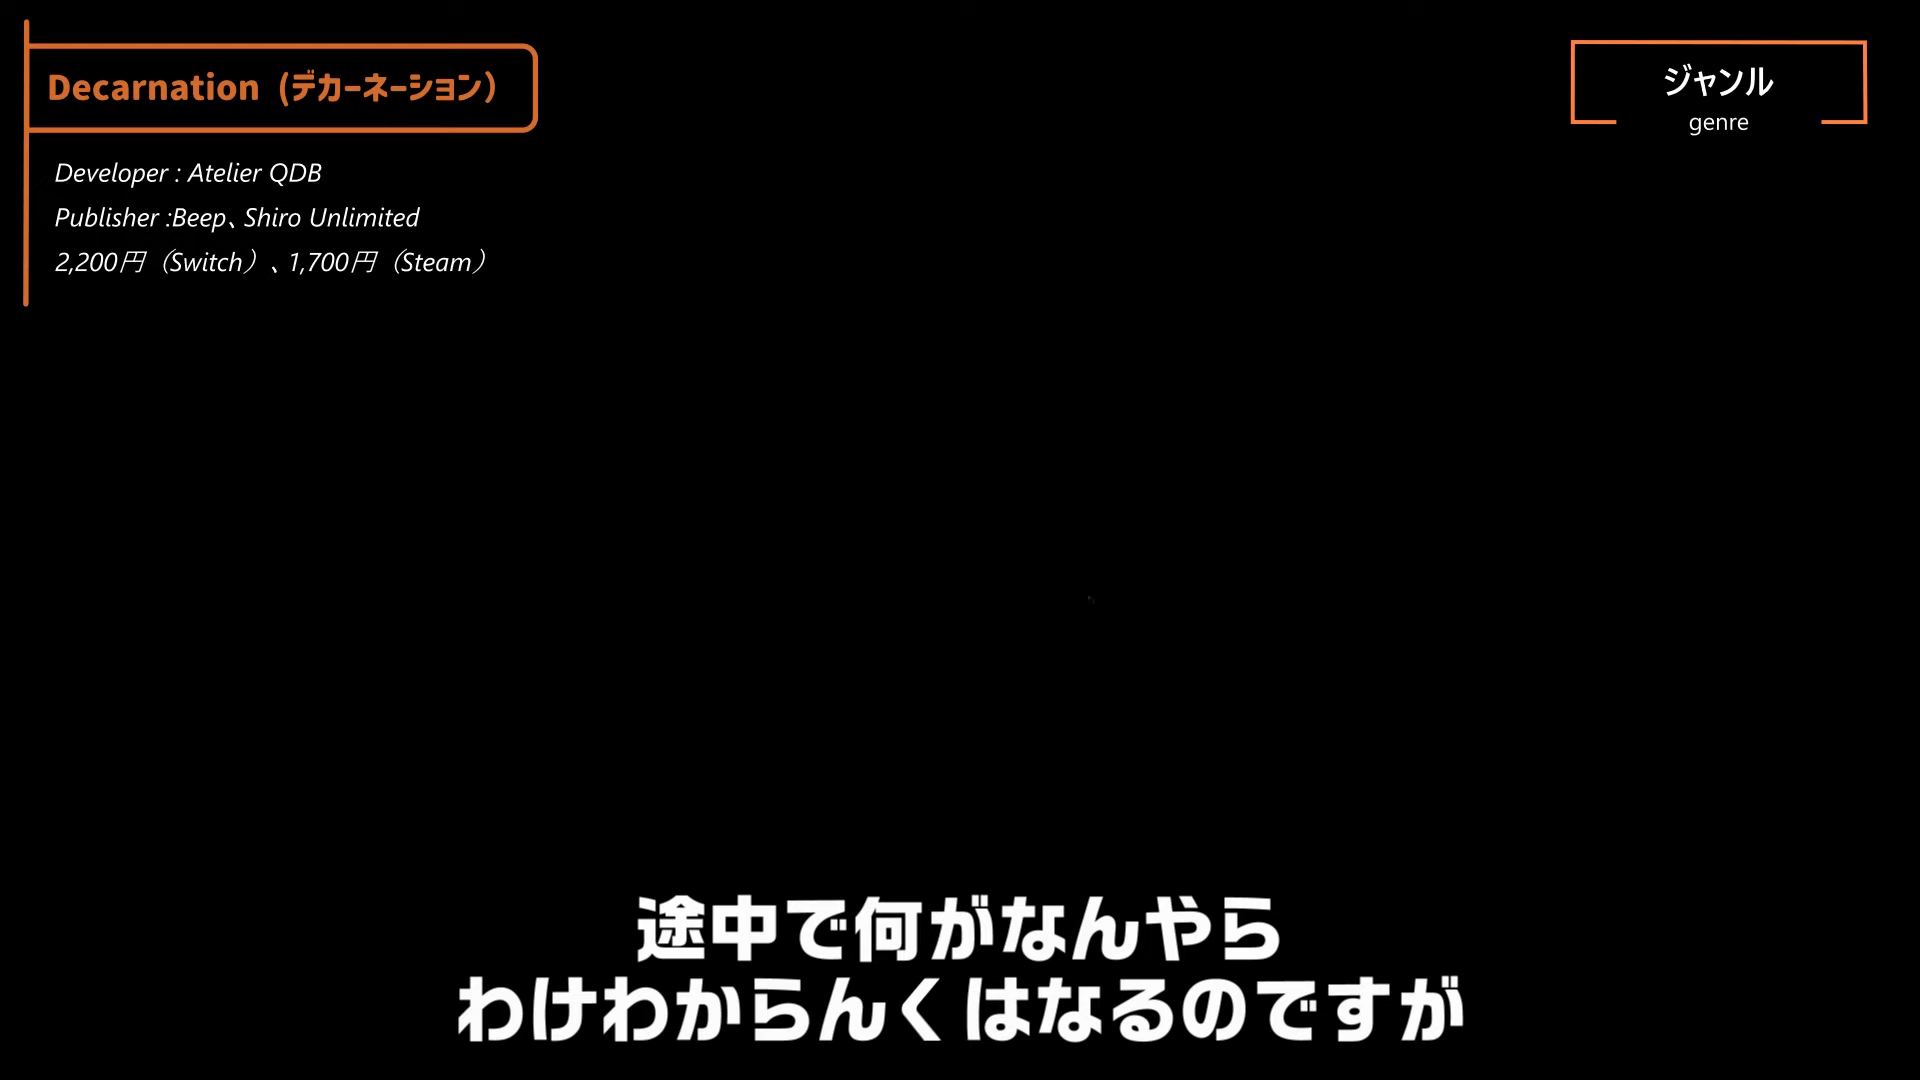 Decarnation（デカーネーション）
Developer : Atelier QDB
Publisher :Beep、Shiro Unlimited
2,200円（Switch）、1,700円（Steam）
ジャンル
genre
途中で何がなんやら
わけわからんくはなるのですが